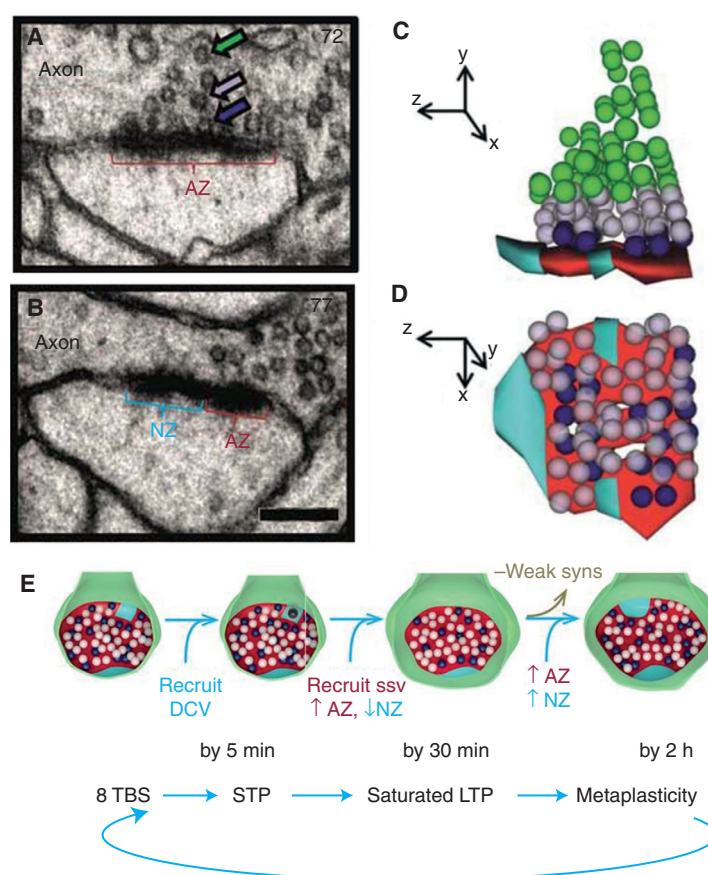 A
72
Axon
AZ
B
77
Axon
NZ
AZ
C
y
z
x
D
z
y
x
E
–Weak syns
Recruit
DCV
Recruit ssv
↑ AZ, ↓NZ
↑ AZ
↑ NZ
by 5 min
by 30 min
by 2 h
8 TBS
STP
Saturated LTP
Metaplasticity